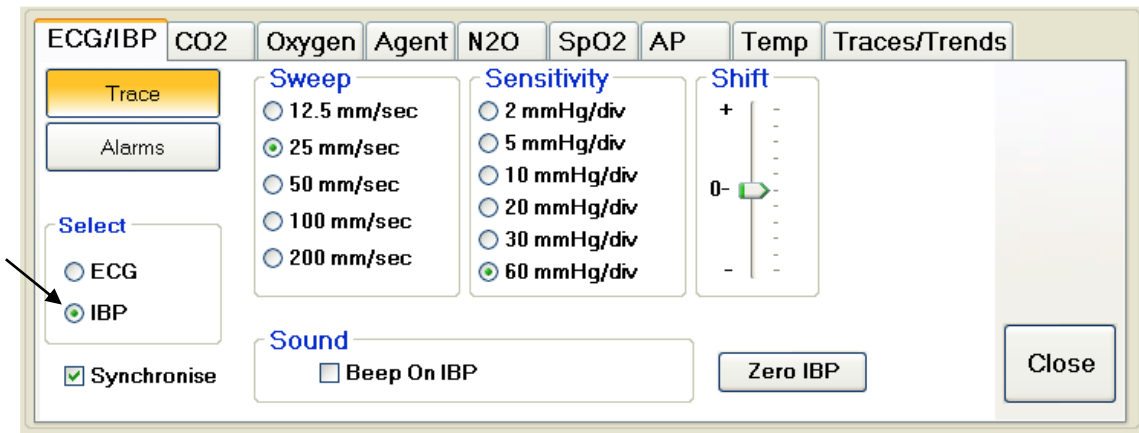 ECG/IBP CO2 Oxygen Agent N2O SpO2 AP Temp Traces/Trends
Trace
Alarms
Select
ECG
IBP
Synchronise
Sweep
12.5 mm/sec
25 mm/sec
50 mm/sec
100 mm/sec
200 mm/sec
Sensitivity
2 mmHg/div
5 mmHg/div
10 mmHg/div
20 mmHg/div
30 mmHg/div
60 mmHg/div
Shift
+
0-
-
Sound
Beep On IBP
Zero IBP
Close